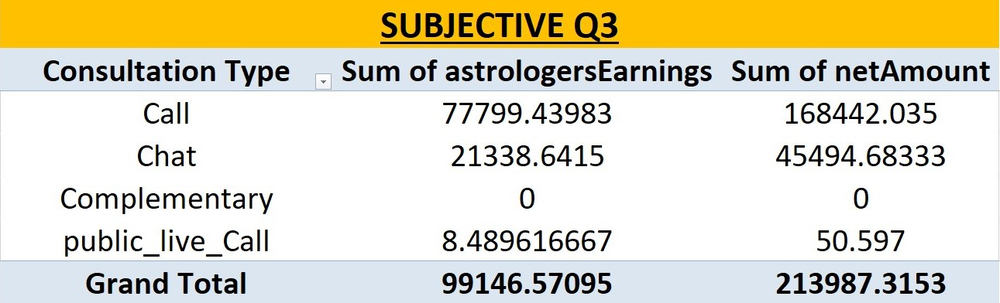 SUBJECTIVE Q3
Consultation Type Sum of astrologersEarnings Sum of netAmount
Call 77799.43983 168442.035
Chat 21338.6415 45494.68333
Complementary 0 0
public_live_Call 8.489616667 50.597
Grand Total 99146.57095 213987.3153